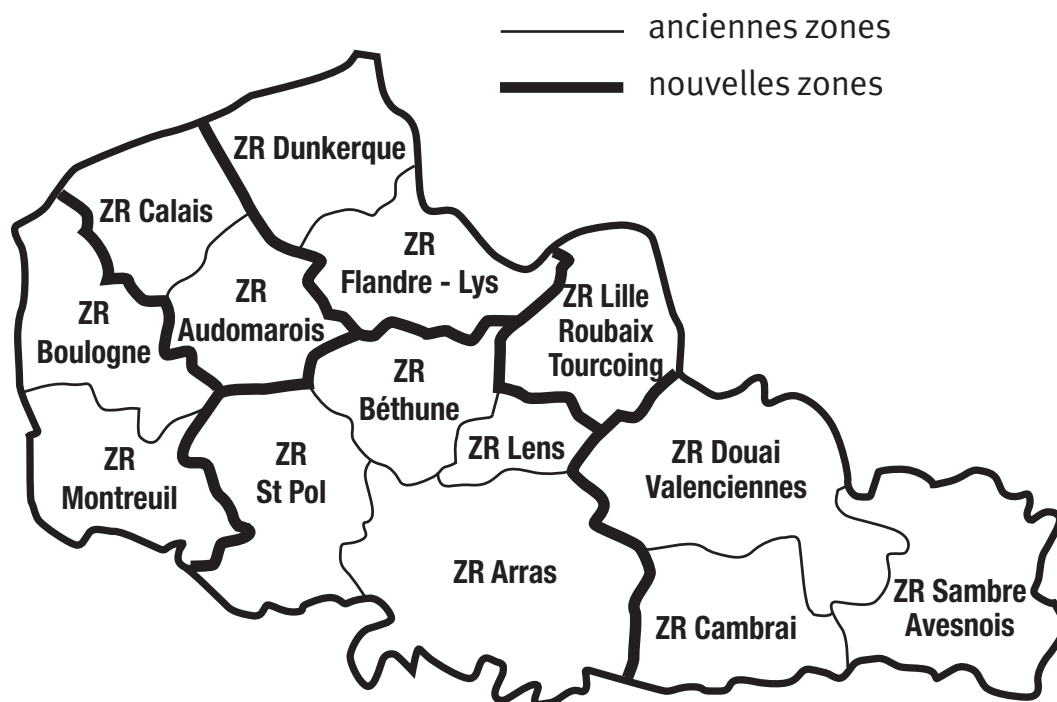 anciennes zones
nouvelles zones
ZR Dunkerque
ZR Calais
ZR
Flandre - Lys
ZR
Audomarois
ZR Lille
Roubaix
Tourcoing
ZR
Boulogne
ZR
Béthune
ZR Lens
ZR
Montreuil
ZR
St Pol
ZR Douai
Valenciennes
ZR Arras
ZR Cambrai
ZR Sambre
Avesnois